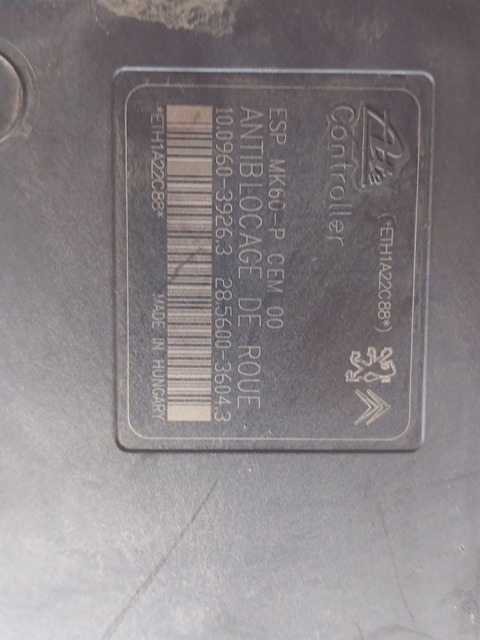 Ate
Controller
(*ETH1A22C88*)
ESP MK60-P CEM 00
ANTIBLOCAGE DE ROUE
10.0960-3926.3 28.5600-3604.3
*ETH1A22C88* MADE IN HUNGARY